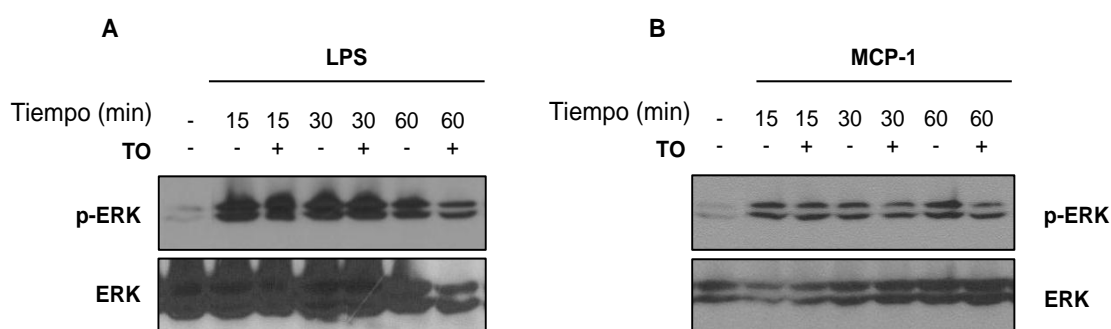 A
LPS
Tiempo (min) - 15 15 30 30 60 60
TO - - + - + - +
p-ERK
ERK
B
MCP-1
Tiempo (min) - 15 15 30 30 60 60
TO - - + - + - +
p-ERK
ERK